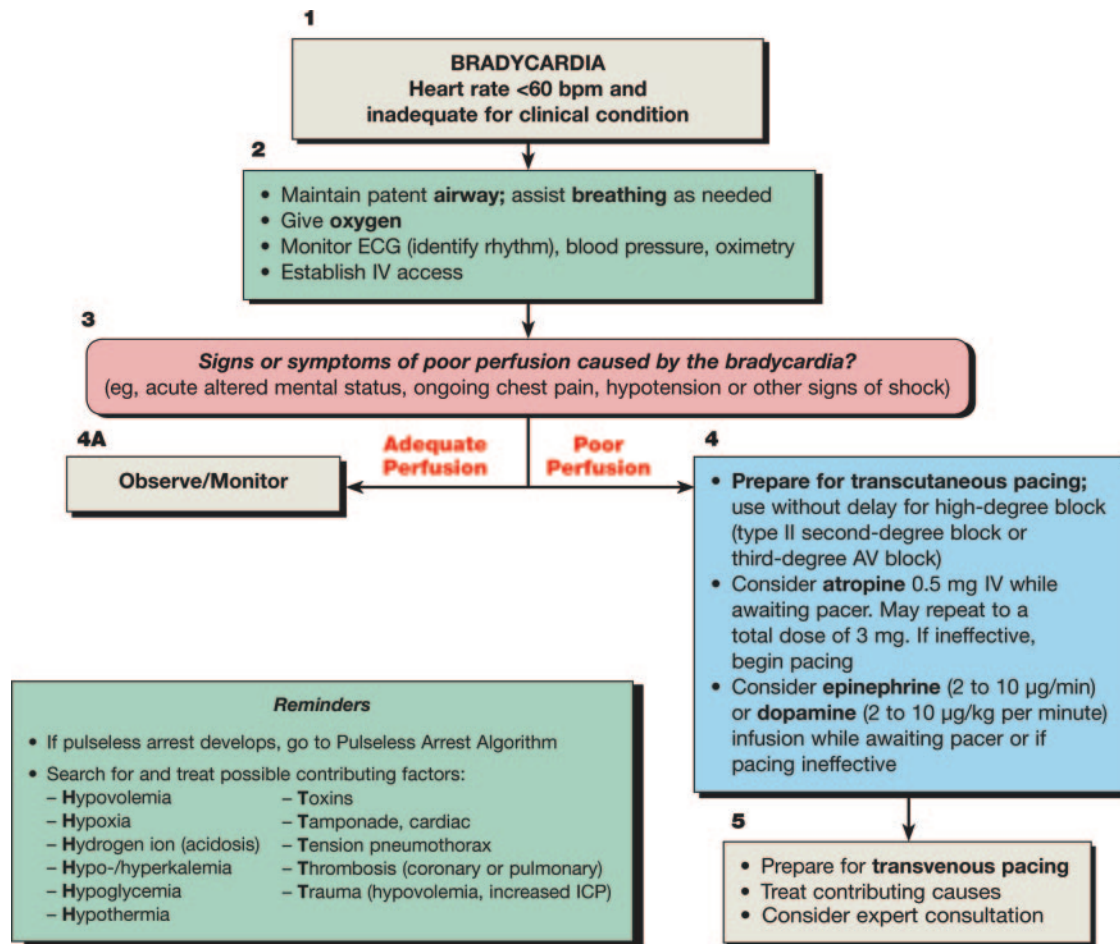 1
BRADYCARDIA
Heart rate <60 bpm and
inadequate for clinical condition
2
• Maintain patent airway; assist breathing as needed
• Give oxygen
• Monitor ECG (identify rhythm), blood pressure, oximetry
• Establish IV access
3
Signs or symptoms of poor perfusion caused by the bradycardia?
(eg, acute altered mental status, ongoing chest pain, hypotension or other signs of shock)
4A
Observe/Monitor
Adequate
Perfusion
Poor
Perfusion
4
• Prepare for transcutaneous pacing;
use without delay for high-degree block
(type II second-degree block or
third-degree AV block)
• Consider atropine 0.5 mg IV while
awaiting pacer. May repeat to a
total dose of 3 mg. If ineffective,
begin pacing
• Consider epinephrine (2 to 10 µg/min)
or dopamine (2 to 10 µg/kg per minute)
infusion while awaiting pacer or if
pacing ineffective
Reminders
• If pulseless arrest develops, go to Pulseless Arrest Algorithm
• Search for and treat possible contributing factors:
– Hypovolemia
– Hypoxia
– Hydrogen ion (acidosis)
– Hypo-/hyperkalemia
– Hypoglycemia
– Hypothermia
– Toxins
– Tamponade, cardiac
– Tension pneumothorax
– Thrombosis (coronary or pulmonary)
– Trauma (hypovolemia, increased ICP)
5
• Prepare for transvenous pacing
• Treat contributing causes
• Consider expert consultation